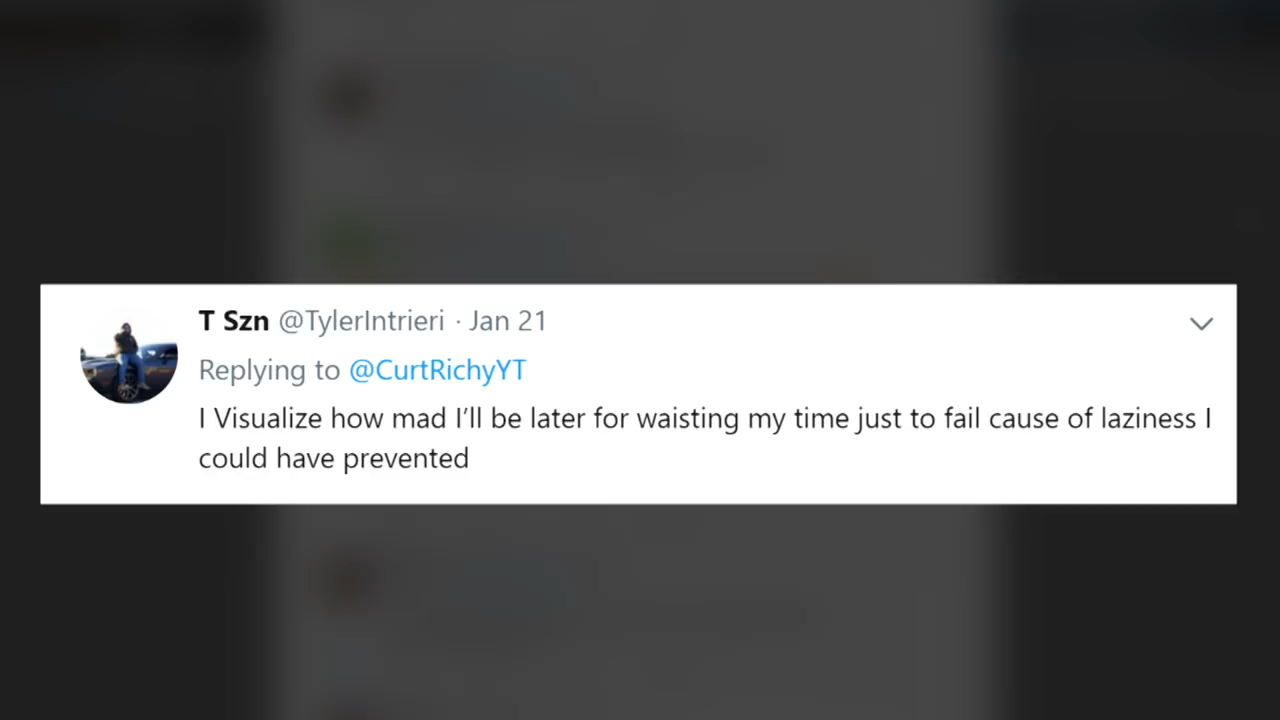 T Szn @TylerIntrieri · Jan 21
Replying to @CurtRichyYT
I Visualize how mad I’ll be later for waisting my time just to fail cause of laziness I
could have prevented